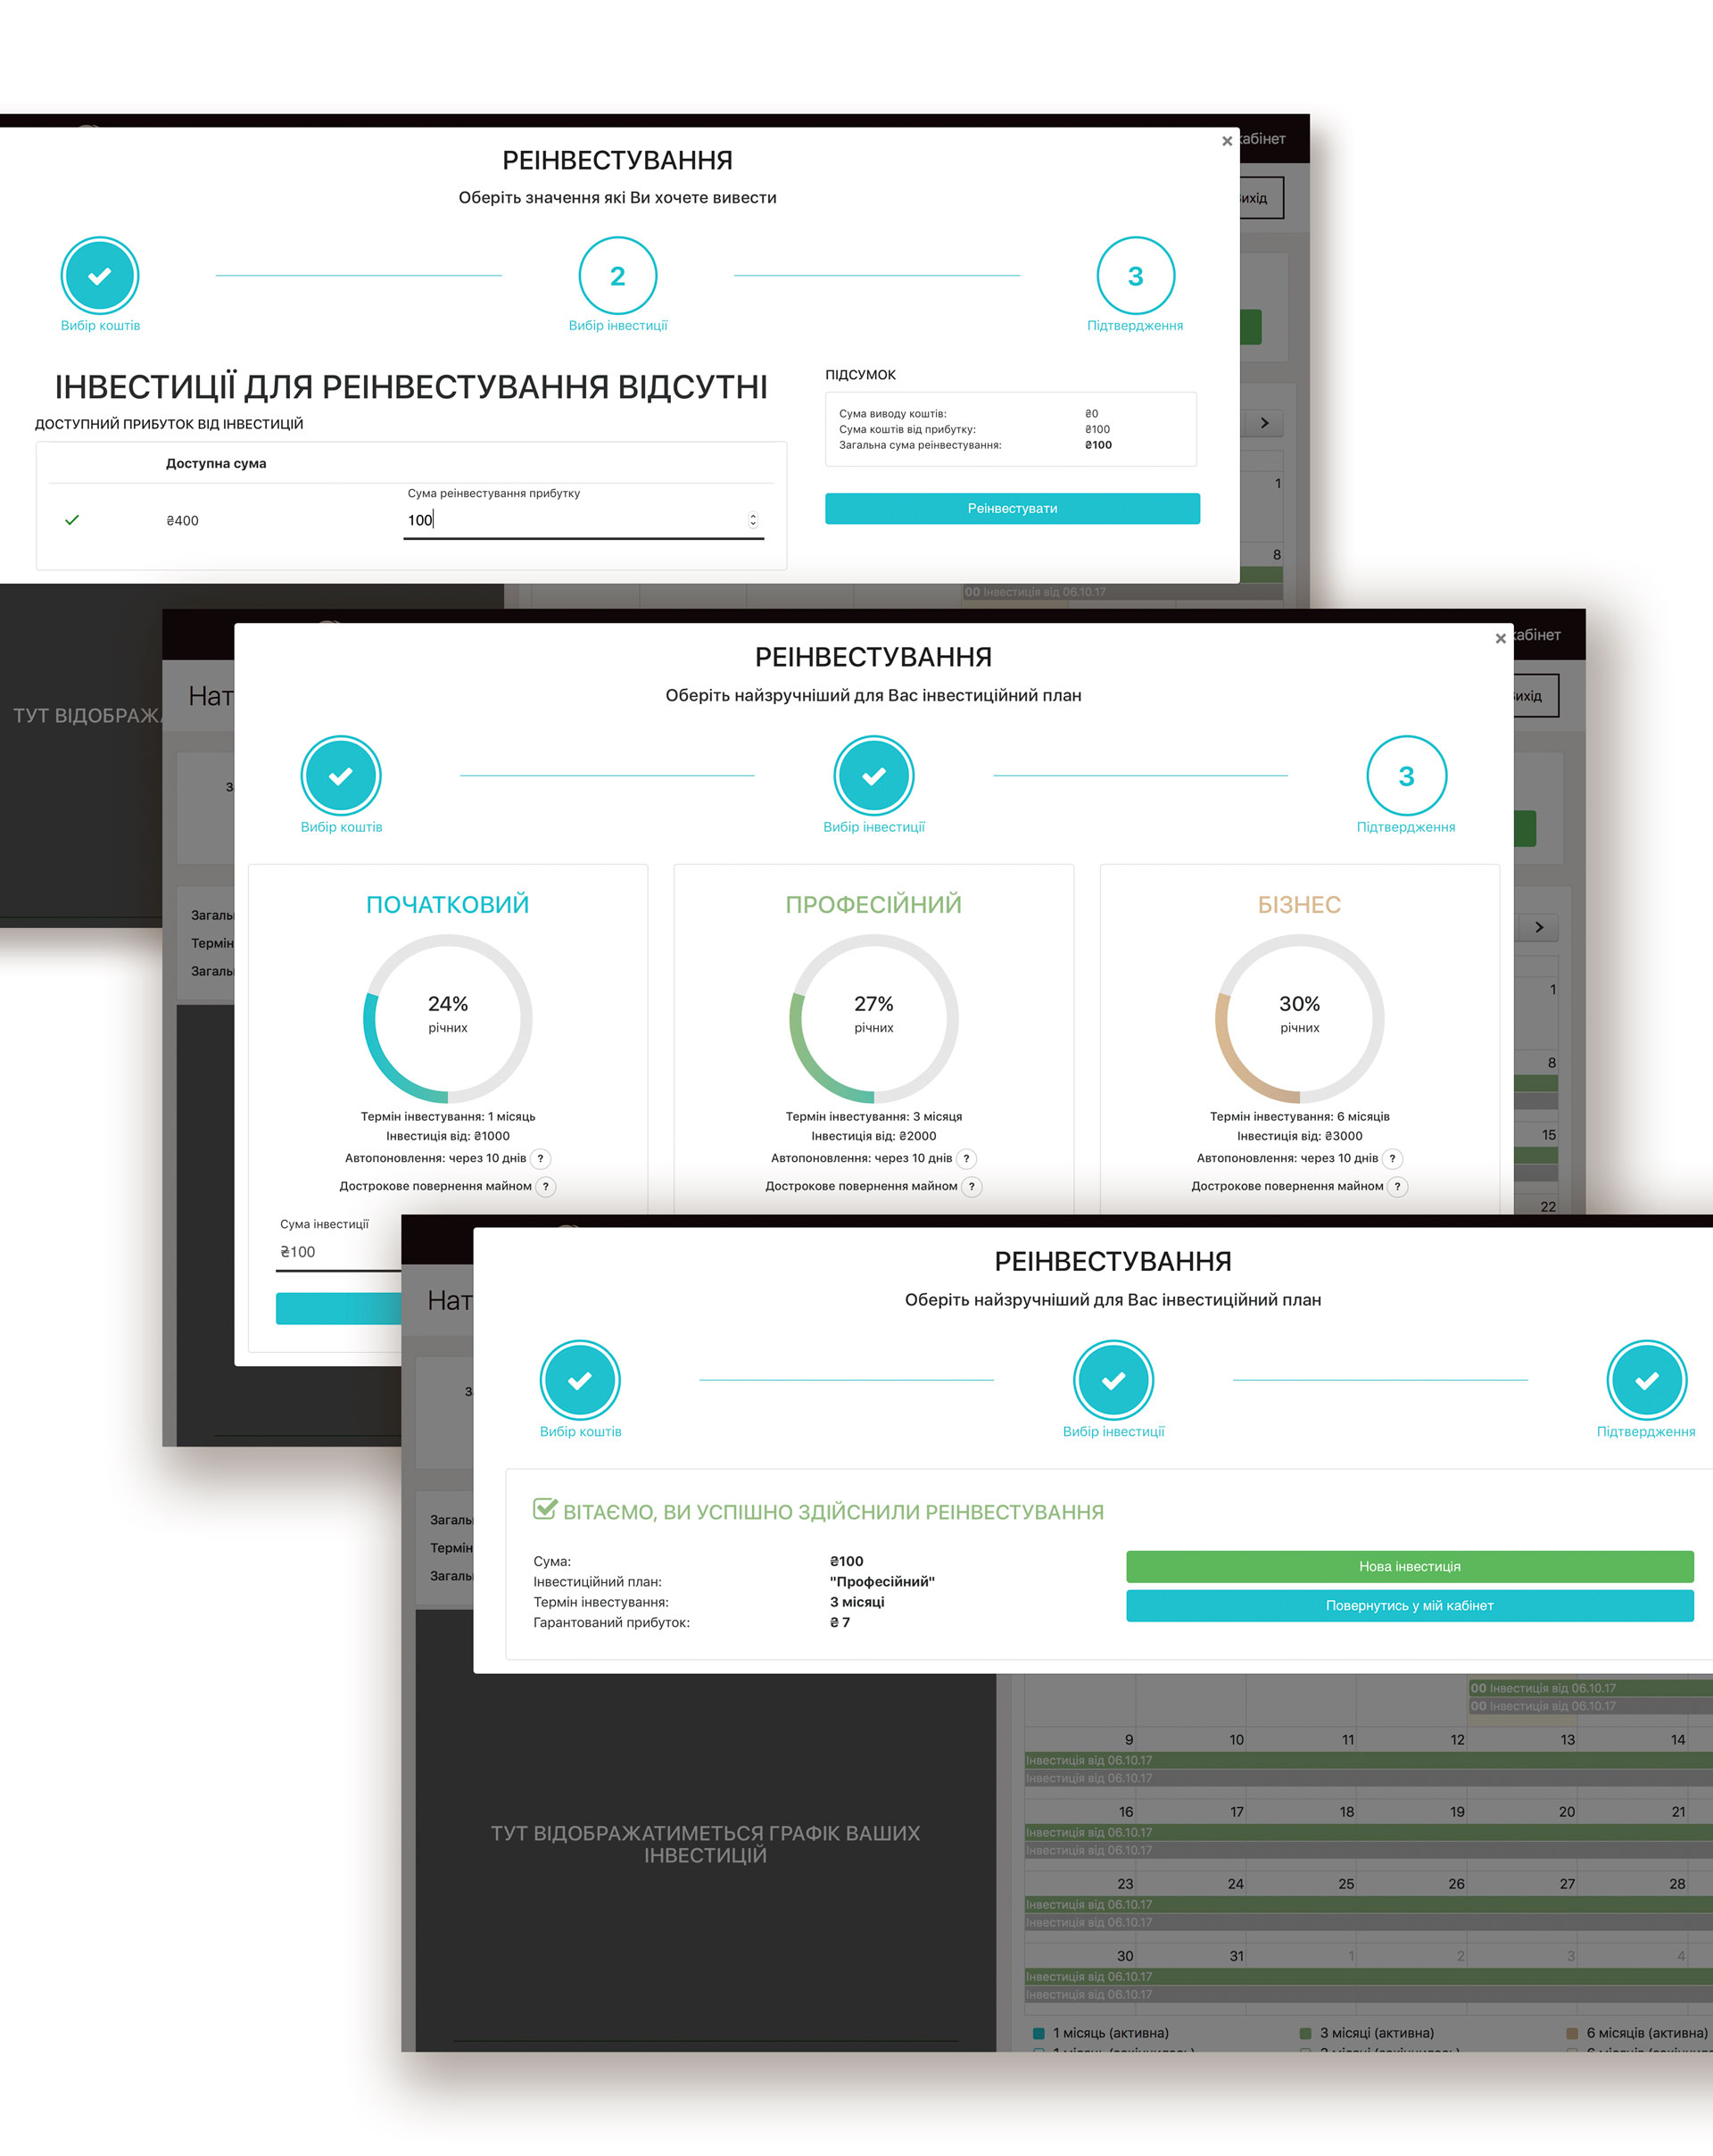 кабінет
РЕІНВЕСТУВАННЯ
×
Оберіть значення які Ви хочете вивести
Вихід
2
3
Вибір коштів
Вибір інвестиції
Підтвердження
ІНВЕСТИЦІЇ ДЛЯ РЕІНВЕСТУВАННЯ ВІДСУТНІ
ПІДСУМОК
ДОСТУПНИЙ ПРИБУТОК ВІД ІНВЕСТИЦІЙ
Сума виводу коштів: ₴0
Сума коштів від прибутку: ₴100
Загальна сума реінвестування: ₴100
Доступна сума
1
Сума реінвестування прибутку
₴400
100
Реінвестувати
8
00 Інвестиція від 06.10.17
ТУТ ВІДОБРАЖ
кабінет
РЕІНВЕСТУВАННЯ
×
Нат
Оберіть найзручніший для Вас інвестиційний план
Вихід
3
З
Вибір коштів
Вибір інвестиції
Підтвердження
ПОЧАТКОВИЙ
ПРОФЕСІЙНИЙ
БІЗНЕС
Загаль
Термін
Загаль
24%
річних
27%
річних
30%
річних
1
8
15
22
Термін інвестування: 1 місяць
Інвестиція від: ₴1000
Автопоновлення: через 10 днів ?
Дострокове повернення майном ?
Термін інвестування: 3 місяця
Інвестиція від: ₴2000
Автопоновлення: через 10 днів ?
Дострокове повернення майном ?
Термін інвестування: 6 місяців
Інвестиція від: ₴3000
Автопоновлення: через 10 днів ?
Дострокове повернення майном ?
Сума інвестиції
₴100
РЕІНВЕСТУВАННЯ
Нат
Оберіть найзручніший для Вас інвестиційний план
З
Вибір коштів
Вибір інвестиції
Підтвердження
ВІТАЄМО, ВИ УСПІШНО ЗДІЙСНИЛИ РЕІНВЕСТУВАННЯ
Загаль
Термін
Загаль
Сума: ₴100
Інвестиційний план: "Професійний"
Термін інвестування: 3 місяці
Гарантований прибуток: ₴ 7
Нова інвестиція
Повернутись у мій кабінет
00 Інвестиція від 06.10.17
00 Інвестиція від 06.10.17
9 10 11 12 13 14
Інвестиція від 06.10.17
Інвестиція від 06.10.17
16 17 18 19 20 21
Інвестиція від 06.10.17
Інвестиція від 06.10.17
ТУТ ВІДОБРАЖАТИМЕТЬСЯ ГРАФІК ВАШИХ
ІНВЕСТИЦІЙ
23 24 25 26 27 28
Інвестиція від 06.10.17
Інвестиція від 06.10.17
30 31 1 2 3 4
Інвестиція від 06.10.17
Інвестиція від 06.10.17
1 місяць (активна)
3 місяці (активна)
6 місяців (активна)